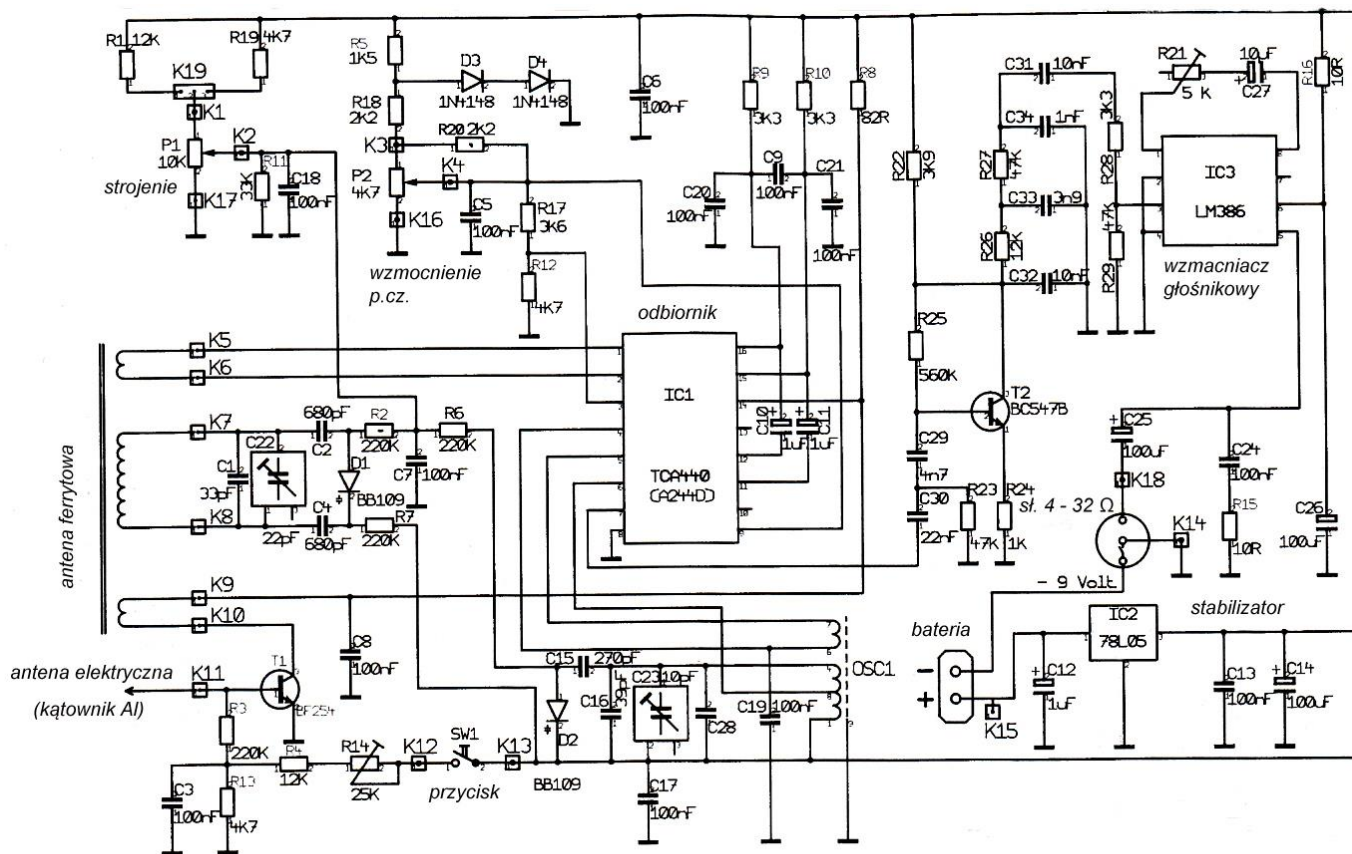 R1 12K
R19 4K7
K19
K1
P1
10K
K2
strojenie
R11
33K
C18
100nF
K17
R5
1K5
D3
1N4148
D4
1N4148
R18
2K2
K3
R20 2K2
P2
4K7
K4
C5
100nF
K16
R17
3K6
R12
4K7
wzmocnienie
p.cz.
C6
100nF
R9
3K3
R10
3K3
R8
82R
C9
100nF
C20
100nF
C21
100nF
R22
3K9
C31 10nF
C34 1nF
R27
47K
C33 3n9
R26
12K
C32 10nF
3K3
R28
47K
R29
R21
5 K
10uF
C27
R16
10R
IC3
LM386
wzmacniacz
głośnikowy
odbiornik
IC1
TCA440
(A244D)
K5
K6
K7
K8
antena ferrytowa
C1
33pF
C22
22pF
680pF
C2
C4
680pF
D1
BB109
R2
220K
R6
220K
R7
220K
C7
100nF
C10
1uF
C11
1uF
R25
560K
T2
BC547B
C29
4n7
C30
22nF
R23
47K
R24
1k
C25
100uF
K18
sł. 4 - 32 Ω
K14
C24
100nF
R15
10R
C26
100uF
K9
K10
antena elektryczna
(kątownik Al)
K11
T1
BF254
R3
220K
R4
12K
R13
4K7
C3
100nF
R14
25K
K12
SW1
K13
przycisk
C8
100nF
C15 270pF
D2
BB109
C16
39pF
C23 10pF
C28
C17
100nF
C19 100nF
OSC1
- 9 Volt
bateria
-
+
K15
C12
1uF
IC2
78L05
stabilizator
C13
100nF
C14
100uF